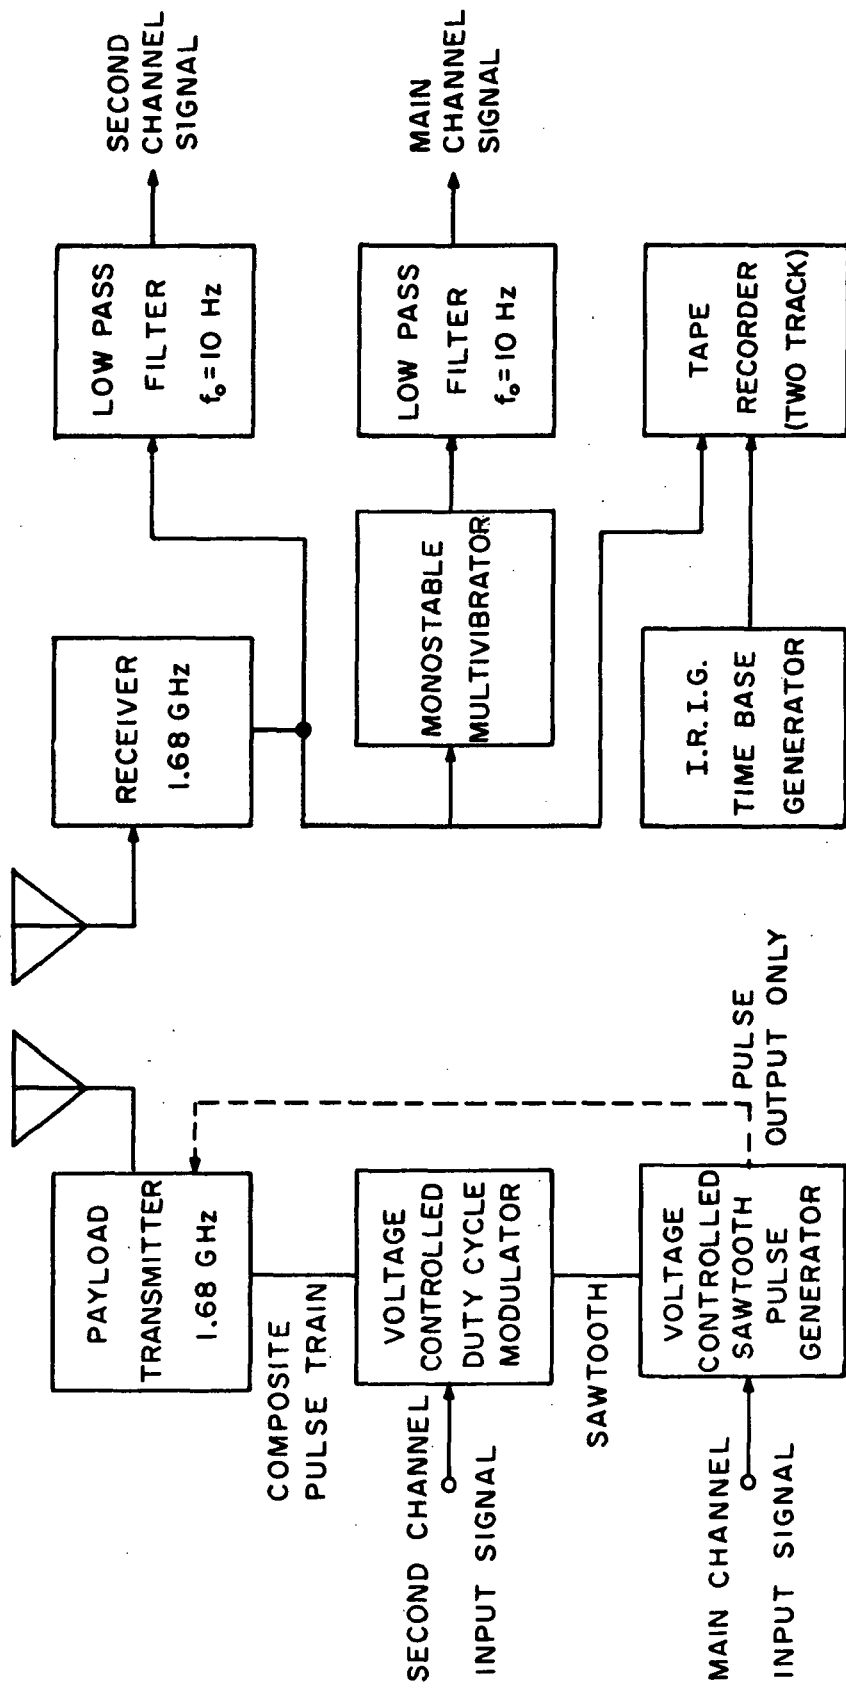 PAYLOAD
TRANSMITTER
1.68 GHz
COMPOSITE
PULSE TRAIN
SECOND CHANNEL
INPUT SIGNAL
VOLTAGE
CONTROLLED
DUTY CYCLE
MODULATOR
SAWTOOTH
MAIN CHANNEL
INPUT SIGNAL
VOLTAGE
CONTROLLED
SAWTOOTH
PULSE
GENERATOR
PULSE
OUTPUT ONLY
RECEIVER
1.68 GHz
LOW PASS
FILTER
fo = 10 Hz
SECOND
CHANNEL
SIGNAL
MONOSTABLE
MULTIVIBRATOR
LOW PASS
FILTER
fo = 10 Hz
MAIN
CHANNEL
SIGNAL
I.R.I.G.
TIME BASE
GENERATOR
TAPE
RECORDER
(TWO TRACK)